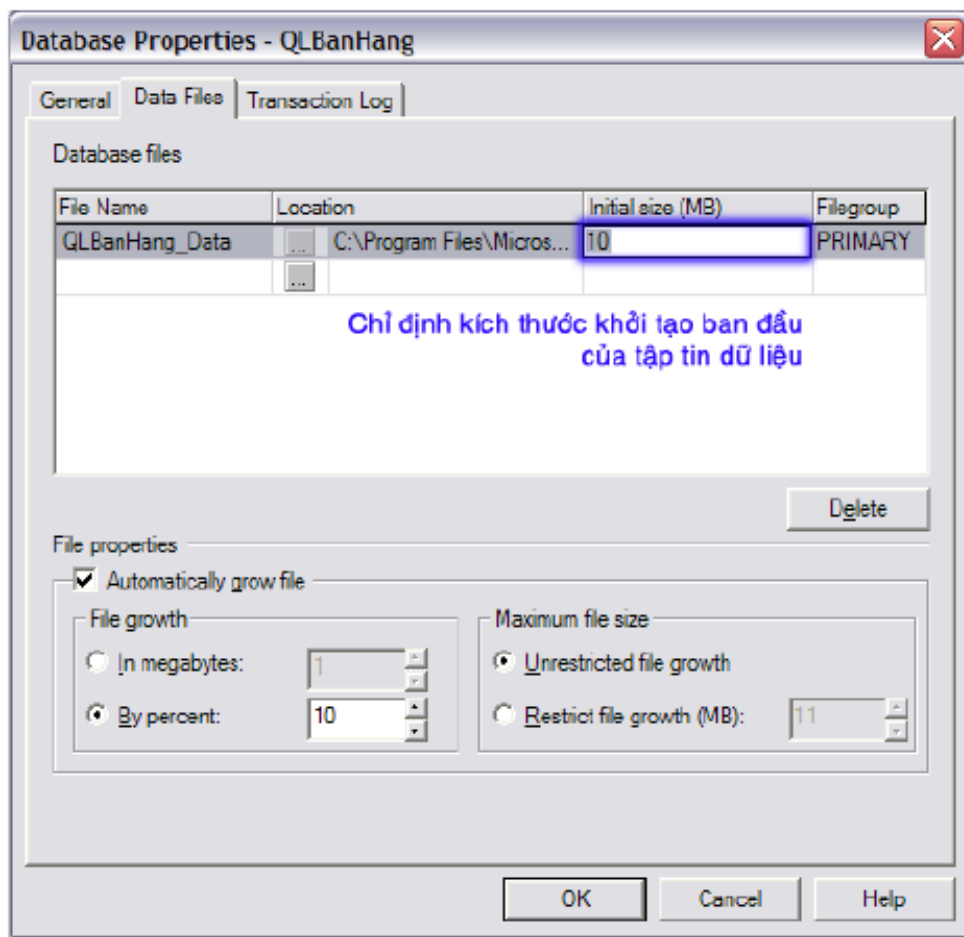 Database Properties - QLBanHang
General Data Files Transaction Log
Database files
File Name Location Initial size (MB) Filegroup
QLBanHang_Data ... C:\Program Files\Micros... 10 PRIMARY
...
Chỉ định kích thước khởi tạo ban đầu
của tập tin dữ liệu
Delete
File properties
Automatically grow file
File growth Maximum file size
In megabytes: 1 Unrestricted file growth
By percent: 10 Restrict file growth (MB): 11
OK Cancel Help